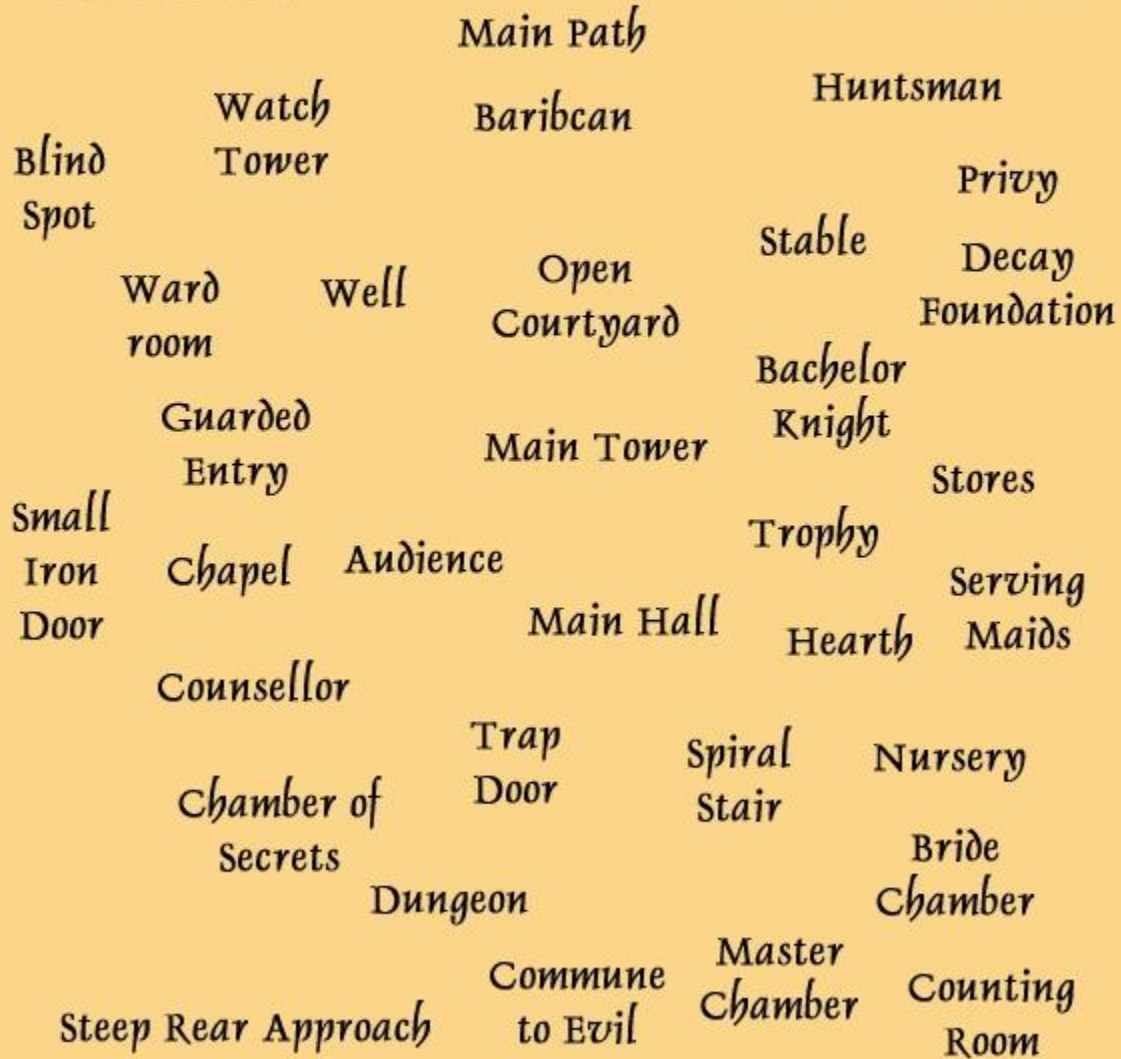 Main Path
Huntsman
Watch
Tower
Baribcan
Blind
Spot
Privy
Stable
Decay
Foundation
Open
Courtyard
Well
Ward
room
Bachelor
Knight
Guarded
Entry
Main Tower
Stores
Small
Iron
Door
Chapel
Audience
Trophy
Serving
Maids
Main Hall
Hearth
Counsellor
Trap
Door
Spiral
Stair
Nursery
Chamber of
Secrets
Bride
Chamber
Dungeon
Master
Chamber
Commune
to Evil
Counting
Room
Steep Rear Approach